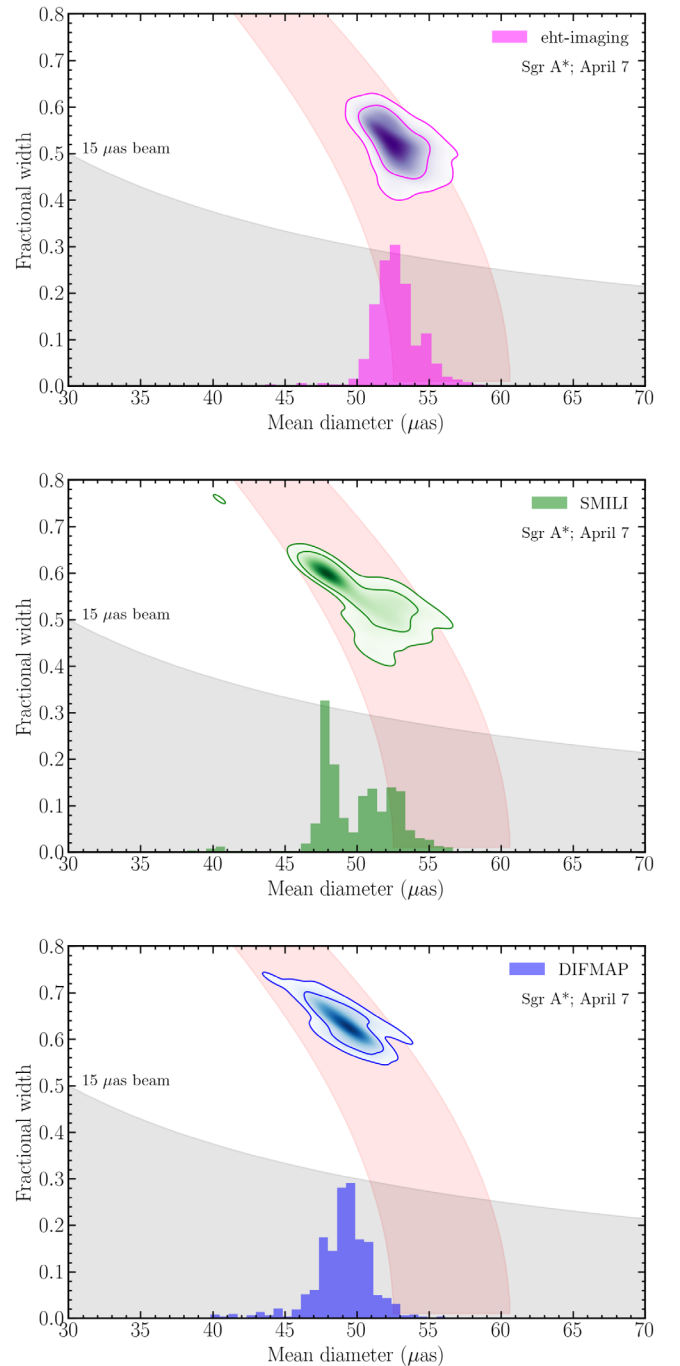 0.8
0.7
0.6
0.5
0.4
0.3
0.2
0.1
0.0
Fractional width
eht-imaging
Sgr A*; April 7
15 μas beam
30 35 40 45 50 55 60 65 70
Mean diameter (μas)
0.8
0.7
0.6
0.5
0.4
0.3
0.2
0.1
0.0
Fractional width
SMILI
Sgr A*; April 7
15 μas beam
30 35 40 45 50 55 60 65 70
Mean diameter (μas)
0.8
0.7
0.6
0.5
0.4
0.3
0.2
0.1
0.0
Fractional width
DIFMAP
Sgr A*; April 7
15 μas beam
30 35 40 45 50 55 60 65 70
Mean diameter (μas)